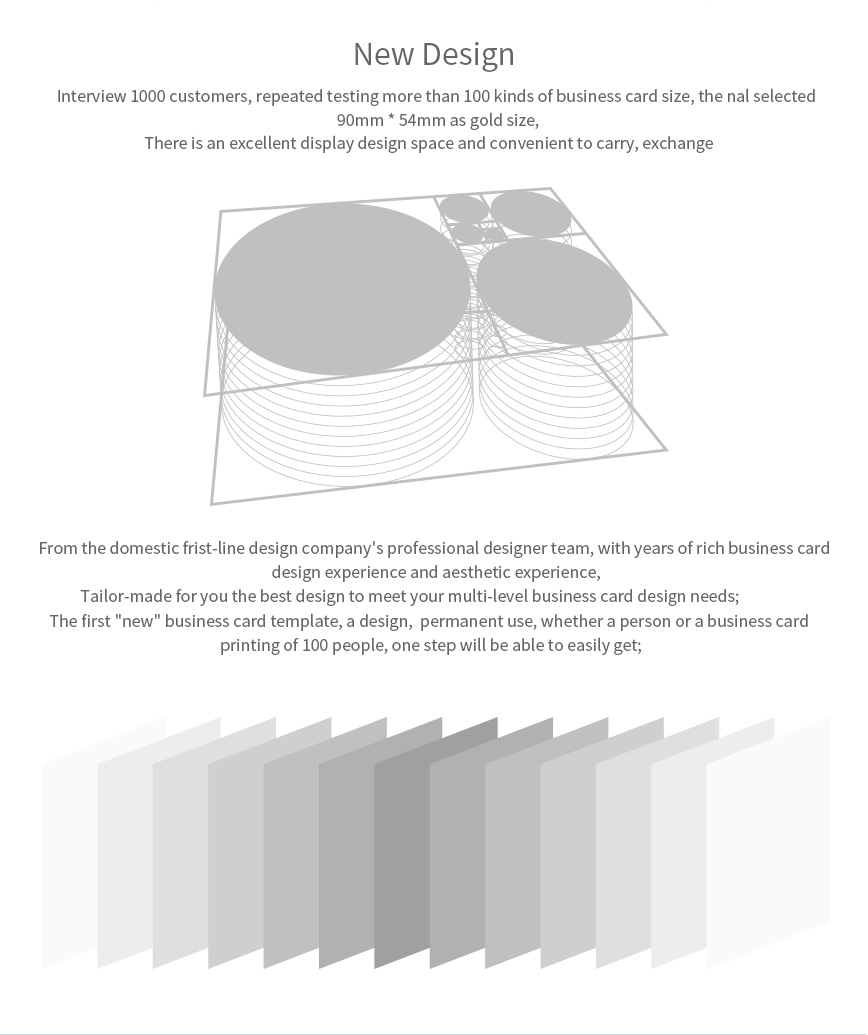 New Design
Interview 1000 customers, repeated testing more than 100 kinds of business card size, the nal selected
90mm * 54mm as gold size,
There is an excellent display design space and convenient to carry, exchange
From the domestic frist-line design company's professional designer team, with years of rich business card
design experience and aesthetic experience,
Tailor-made for you the best design to meet your multi-level business card design needs;
The first "new" business card template, a design,  permanent use, whether a person or a business card
printing of 100 people, one step will be able to easily get;